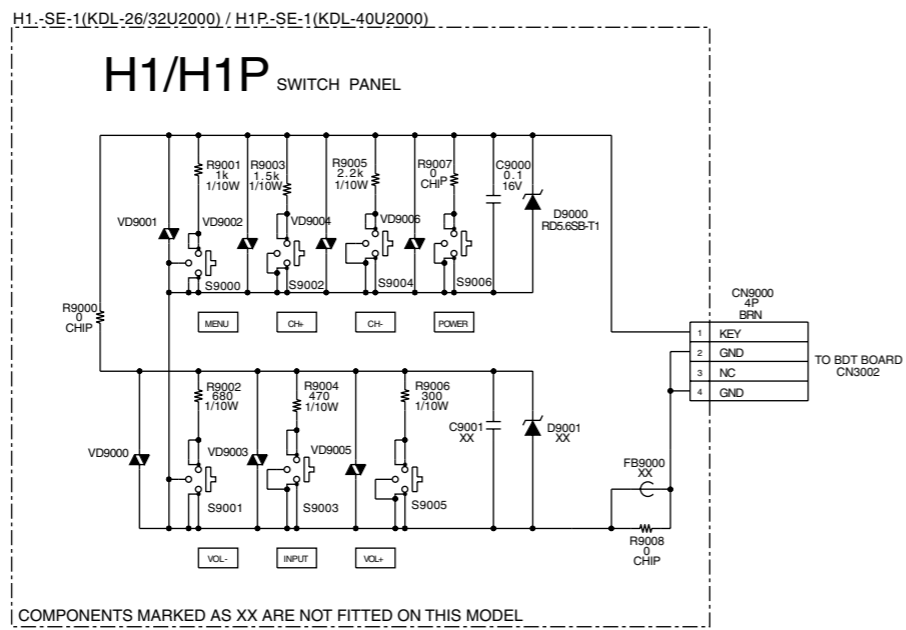 H1.-SE-1(KDL-26/32U2000) / H1P.-SE-1(KDL-40U2000)
H1/H1P SWITCH PANEL
R9001
1k
1/10W
R9003
1.5k
1/10W
R9005
2.2k
1/10W
R9007
0
CHIP
C9000
0.1
16V
D9000
RD5.6SB-T1
VD9001
VD9002
VD9004
VD9006
S9000
S9002
S9004
S9006
MENU
CH+
CH-
POWER
R9000
0
CHIP
CN9000
4P
BRN
1 KEY
2 GND
3 NC
4 GND
TO BDT BOARD
CN3002
R9002
680
1/10W
R9004
470
1/10W
R9006
300
1/10W
C9001
XX
D9001
XX
VD9000
VD9003
VD9005
S9001
S9003
S9005
FB9000
XX
R9008
0
CHIP
VOL-
INPUT
VOL+
COMPONENTS MARKED AS XX ARE NOT FITTED ON THIS MODEL